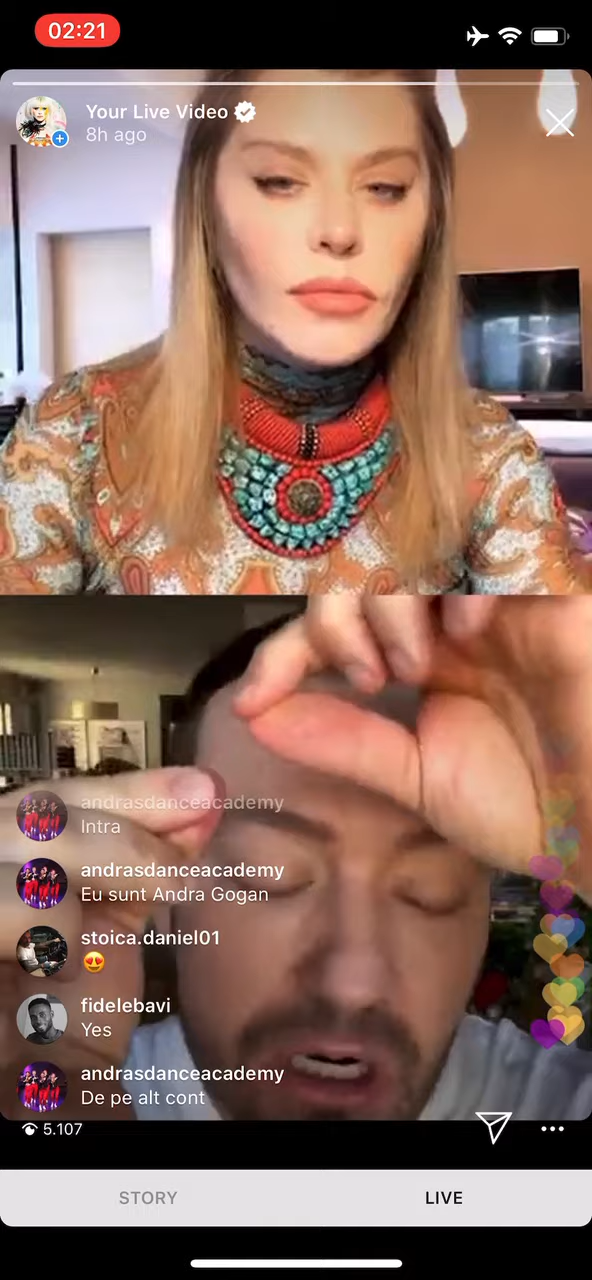 02:21
Your Live Video
8h ago
andrasdanceacademy
Intra
andrasdanceacademy
Eu sunt Andra Gogan
stoica.daniel01
😍
fidelebavi
Yes
andrasdanceacademy
De pe alt cont
5.107
STORY
LIVE